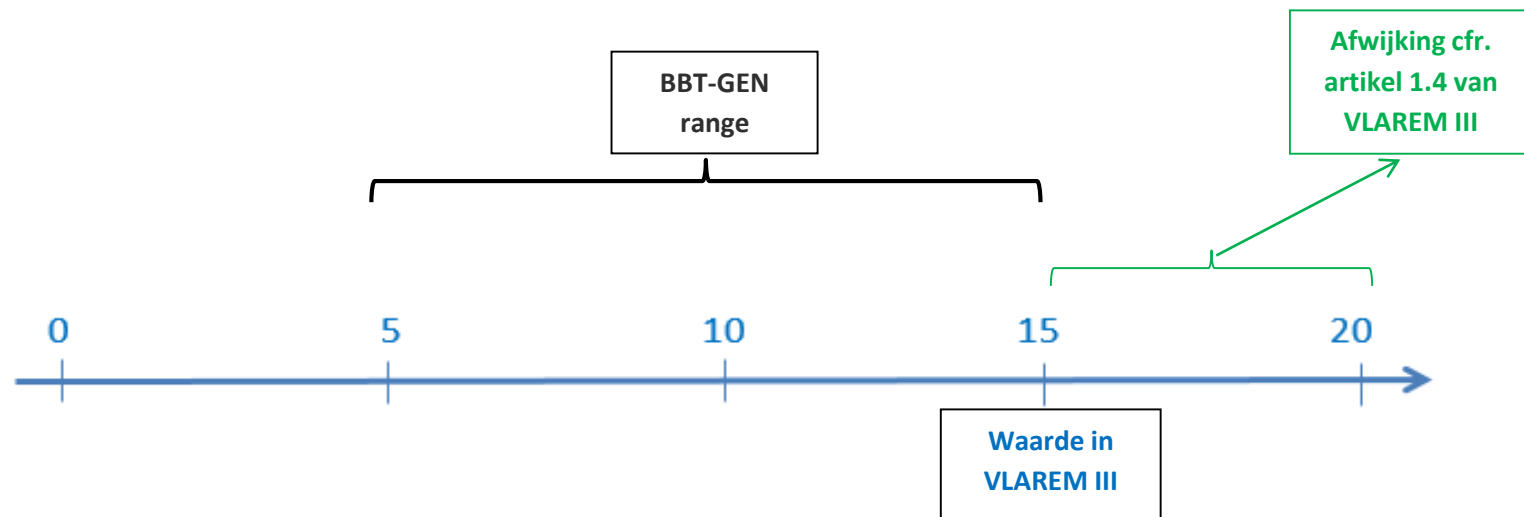 Afwijking cfr.
artikel 1.4 van
VLAREM III
BBT-GEN
range
0 5 10 15 20
Waarde in
VLAREM III